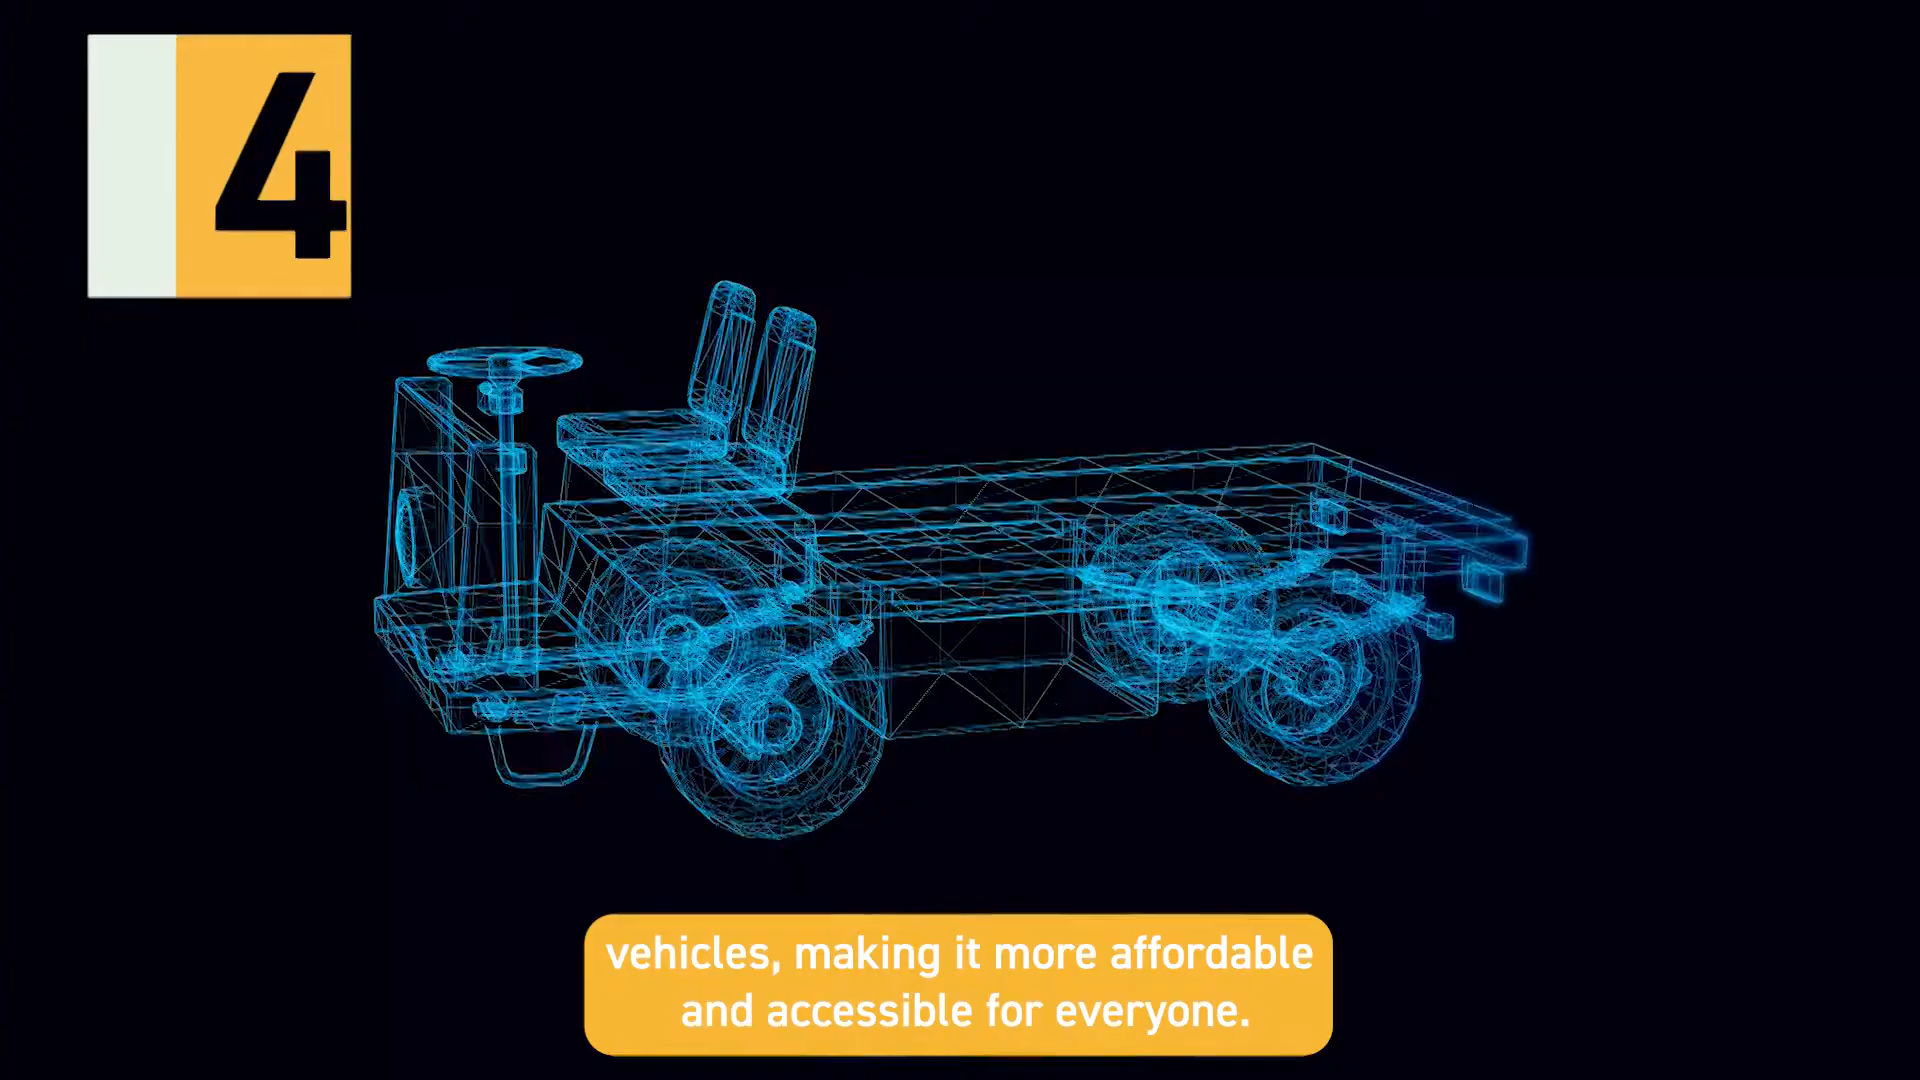 4
vehicles, making it more affordable
and accessible for everyone.